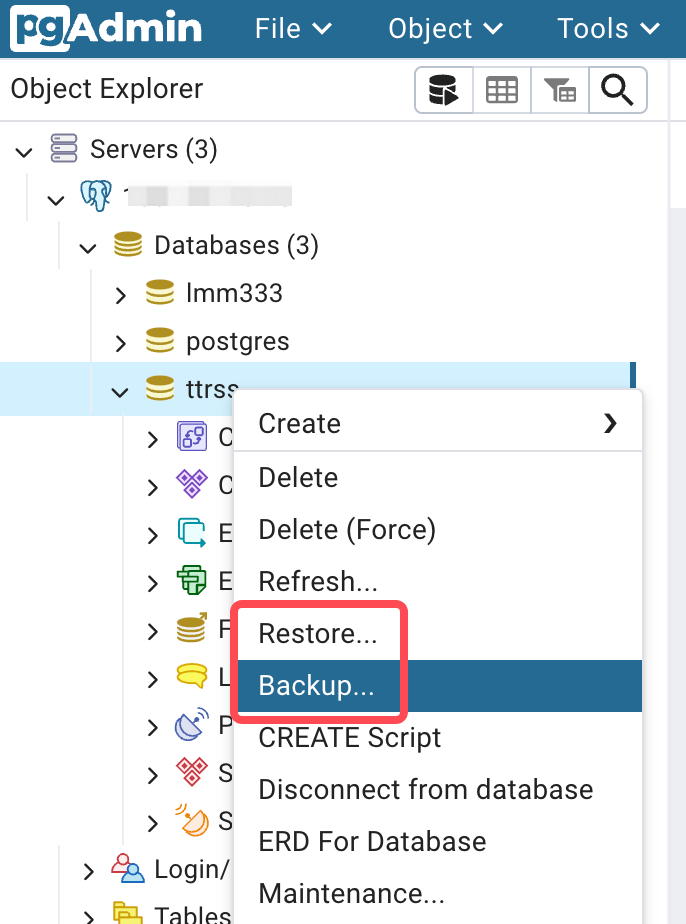 pgAdmin File Object Tools
Object Explorer
Servers (3)
Databases (3)
lmm333
postgres
ttrss
Create
C
Delete
C
Delete (Force)
E
Refresh...
E
Restore...
F
Backup...
L
CREATE Script
P
Disconnect from database
S
ERD For Database
S
Maintenance...
Login/
Tables